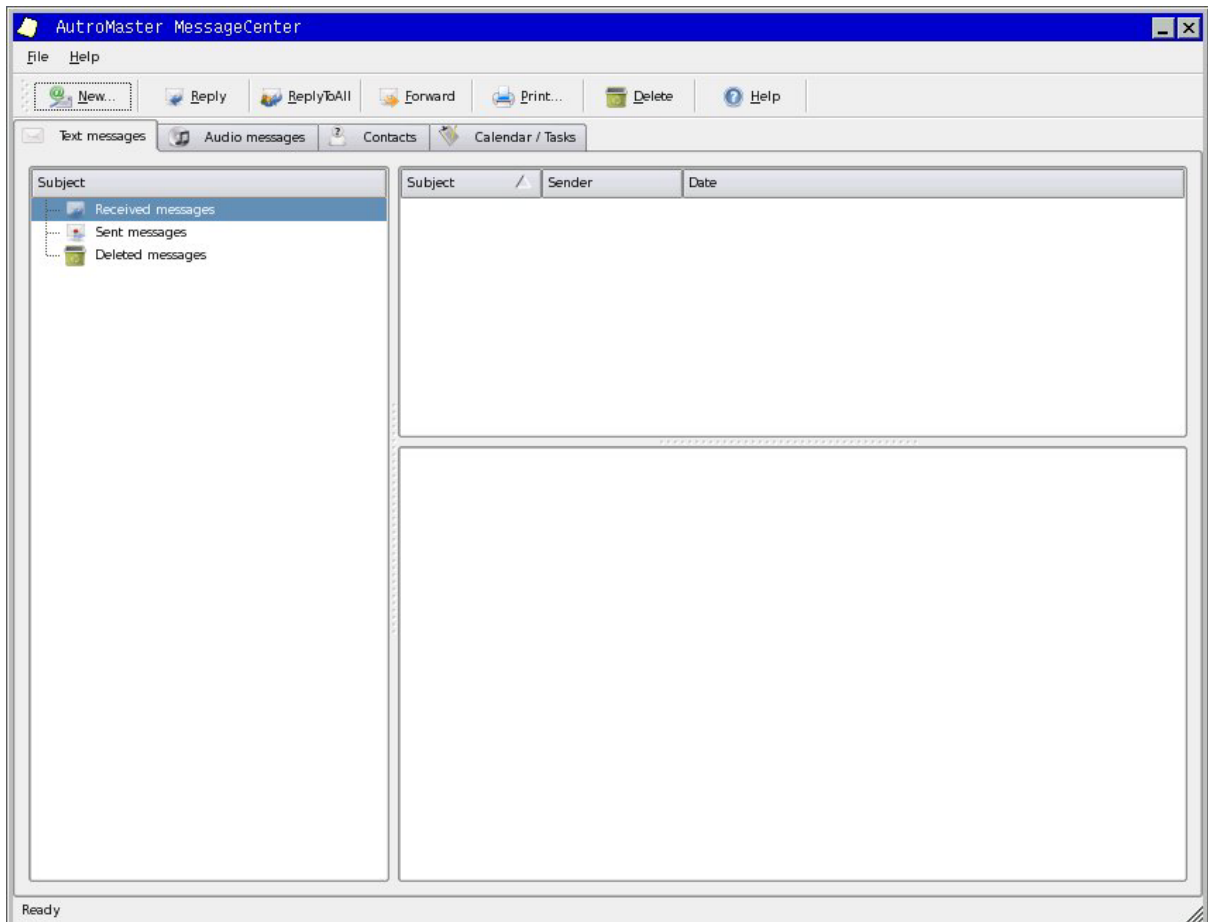 AutroMaster MessageCenter
File Help
New... Reply ReplyToAll Forward Print... Delete Help
Text messages Audio messages Contacts Calendar / Tasks
Subject Subject Sender Date
Received messages
Sent messages
Deleted messages
Ready